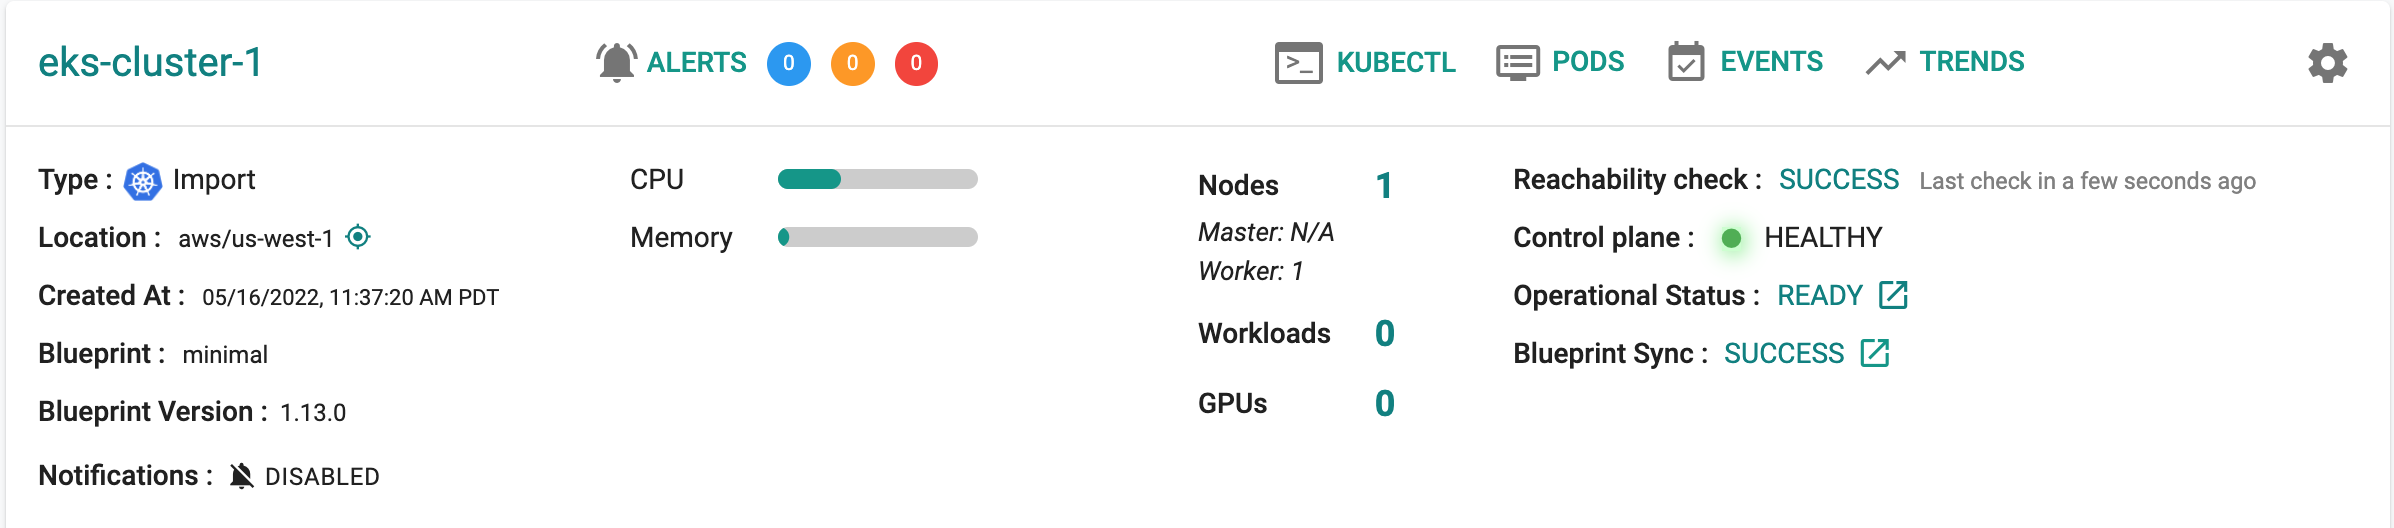 eks-cluster-1
ALERTS 0 0 0
>_ KUBECTL PODS EVENTS TRENDS
Type : Import
Location : aws/us-west-1
Created At : 05/16/2022, 11:37:20 AM PDT
Blueprint : minimal
Blueprint Version : 1.13.0
Notifications : DISABLED
CPU
Memory
Nodes 1
Master: N/A
Worker: 1
Workloads 0
GPUs 0
Reachability check : SUCCESS Last check in a few seconds ago
Control plane : HEALTHY
Operational Status : READY
Blueprint Sync : SUCCESS